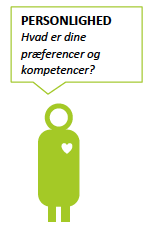 PERSONLIGHED
Hvad er dine
præferencer og
kompetencer?